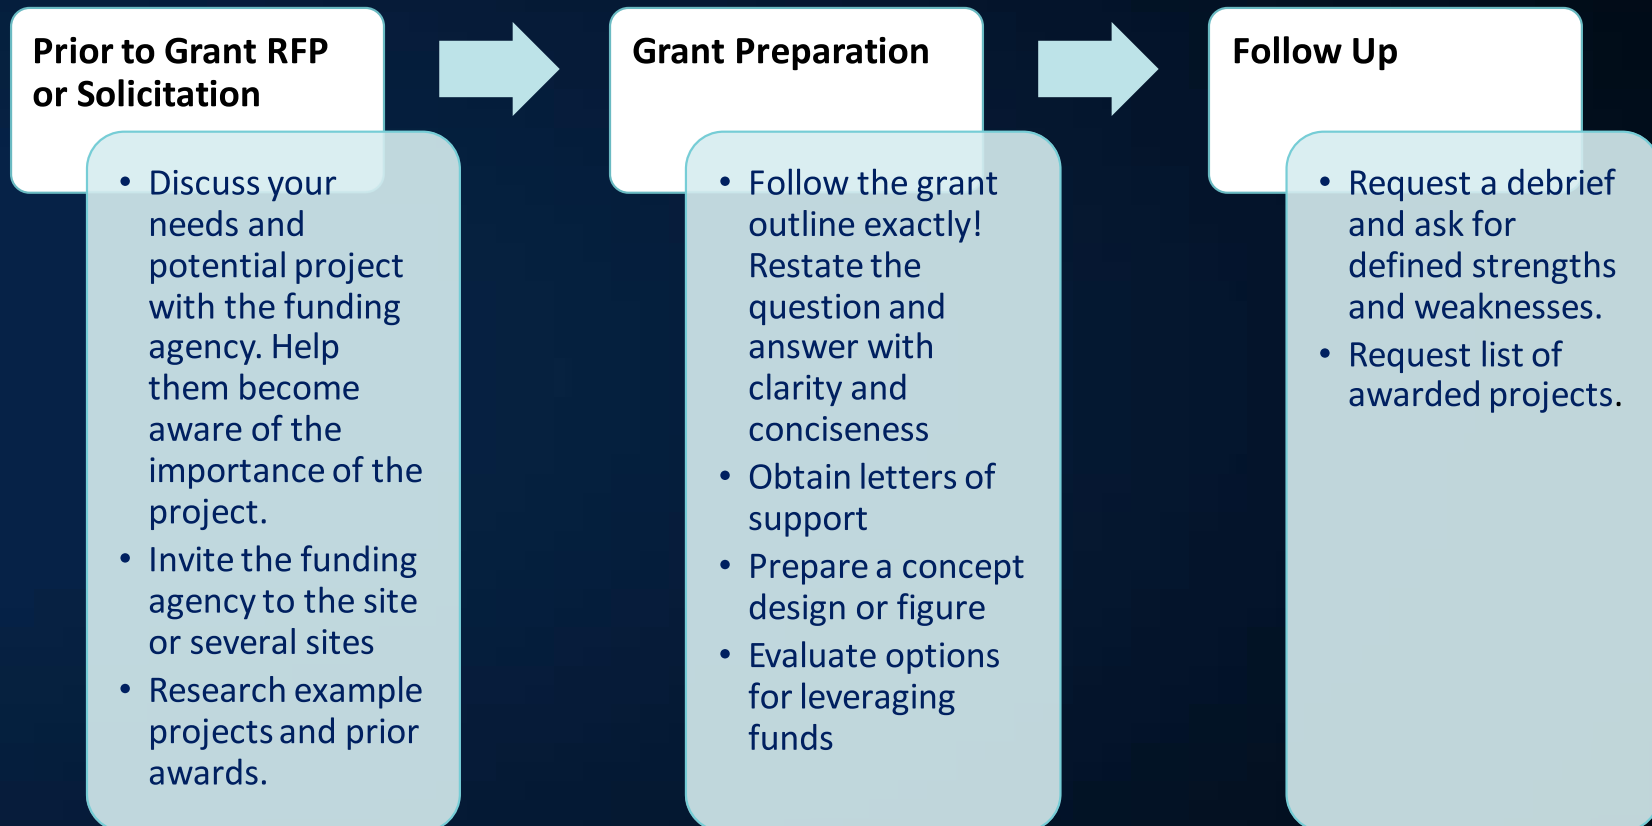 Prior to Grant RFP
or Solicitation
• Discuss your
needs and
potential project
with the funding
agency. Help
them become
aware of the
importance of the
project.
• Invite the funding
agency to the site
or several sites
• Research example
projects and prior
awards.
Grant Preparation
• Follow the grant
outline exactly!
Restate the
question and
answer with
clarity and
conciseness
• Obtain letters of
support
• Prepare a concept
design or figure
• Evaluate options
for leveraging
funds
Follow Up
• Request a debrief
and ask for
defined strengths
and weaknesses.
• Request list of
awarded projects.